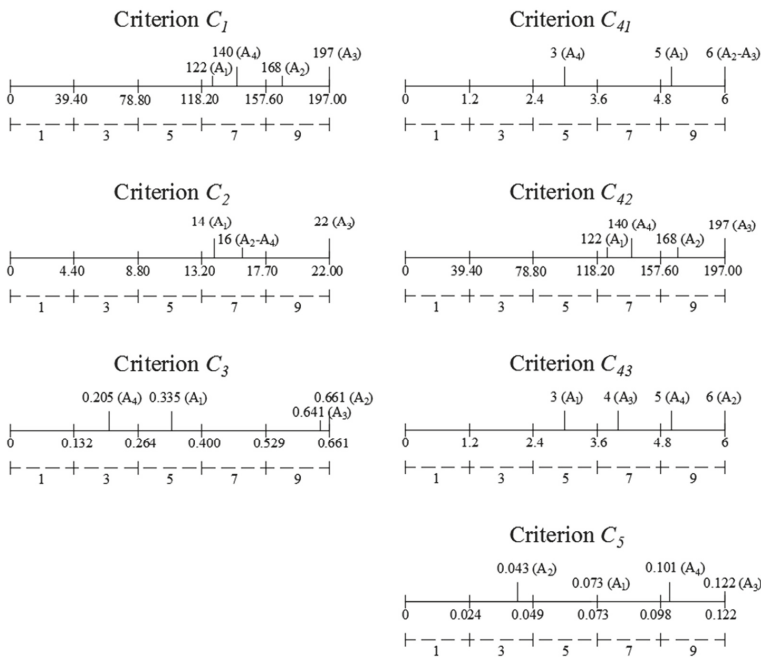 Criterion C1
140 (A4) 197 (A3)
122 (A1) 168 (A2)
0 39.40 78.80 118.20 157.60 197.00
1 3 5 7 9
Criterion C2
14 (A1) 22 (A3)
16 (A2-A4)
0 4.40 8.80 13.20 17.70 22.00
1 3 5 7 9
Criterion C3
0.205 (A4) 0.335 (A1) 0.661 (A2)
0.641 (A3)
0 0.132 0.264 0.400 0.529 0.661
1 3 5 7 9
Criterion C41
3 (A4) 5 (A1) 6 (A2-A3)
0 1.2 2.4 3.6 4.8 6
1 3 5 7 9
Criterion C42
140 (A4) 197 (A3)
122 (A1) 168 (A2)
0 39.40 78.80 118.20 157.60 197.00
1 3 5 7 9
Criterion C43
3 (A1) 4 (A3) 5 (A4) 6 (A2)
0 1.2 2.4 3.6 4.8 6
1 3 5 7 9
Criterion C5
0.043 (A2) 0.101 (A4)
0.073 (A1) 0.122 (A3)
0 0.024 0.049 0.073 0.098 0.122
1 3 5 7 9